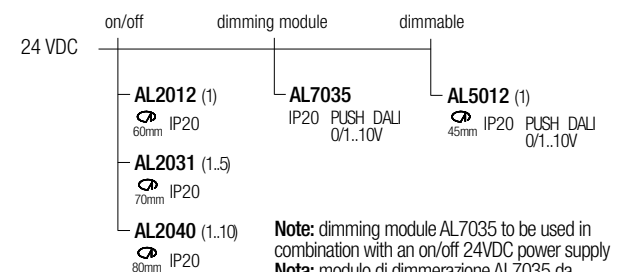 on/off dimming module dimmable
24 VDC
AL2012 (1)
60mm IP20
AL2031 (1..5)
70mm IP20
AL2040 (1..10)
80mm IP20
AL7035
IP20 PUSH DALI
0/1..10V
AL5012 (1)
45mm IP20 PUSH DALI
0/1..10V
Note: dimming module AL7035 to be used in
combination with an on/off 24VDC power supply
Nota: modulo di dimmerazione AL7035 da